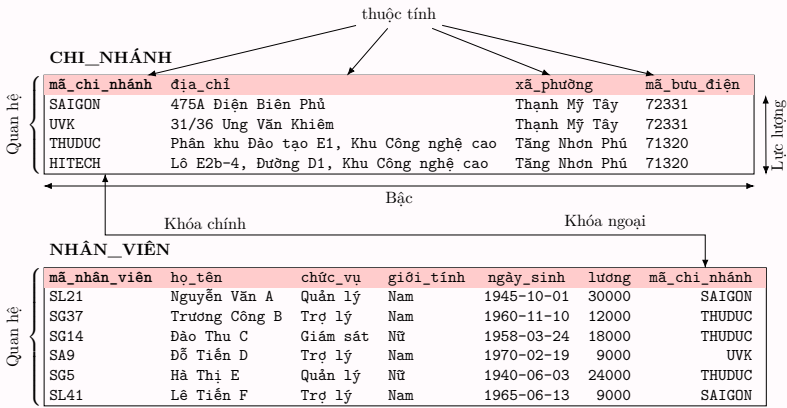 thuộc tính
CHI_NHÁNH
mã_chi_nhánh địa_chỉ xã_phường mã_bưu_điện
SAIGON 475A Điện Biên Phủ Thạnh Mỹ Tây 72331
UVK 31/36 Ung Văn Khiêm Thạnh Mỹ Tây 72331
THUDUC Phân khu Đào tạo E1, Khu Công nghệ cao Tăng Nhơn Phú 71320
HITECH Lô E2b-4, Đường D1, Khu Công nghệ cao Tăng Nhơn Phú 71320
Quan hệ
Lực lượng
Bậc
Khóa chính
Khóa ngoại
NHÂN_VIÊN
mã_nhân_viên họ_tên chức_vụ giới_tính ngày_sinh lương mã_chi_nhánh
SL21 Nguyễn Văn A Quản lý Nam 1945-10-01 30000 SAIGON
SG37 Trương Công B Trợ lý Nam 1960-11-10 12000 THUDUC
SG14 Đào Thu C Giám sát Nữ 1958-03-24 18000 THUDUC
SA9 Đỗ Tiến D Trợ lý Nam 1970-02-19 9000 UVK
SG5 Hà Thị E Quản lý Nữ 1940-06-03 24000 THUDUC
SL41 Lê Tiến F Trợ lý Nam 1965-06-13 9000 SAIGON
Quan hệ